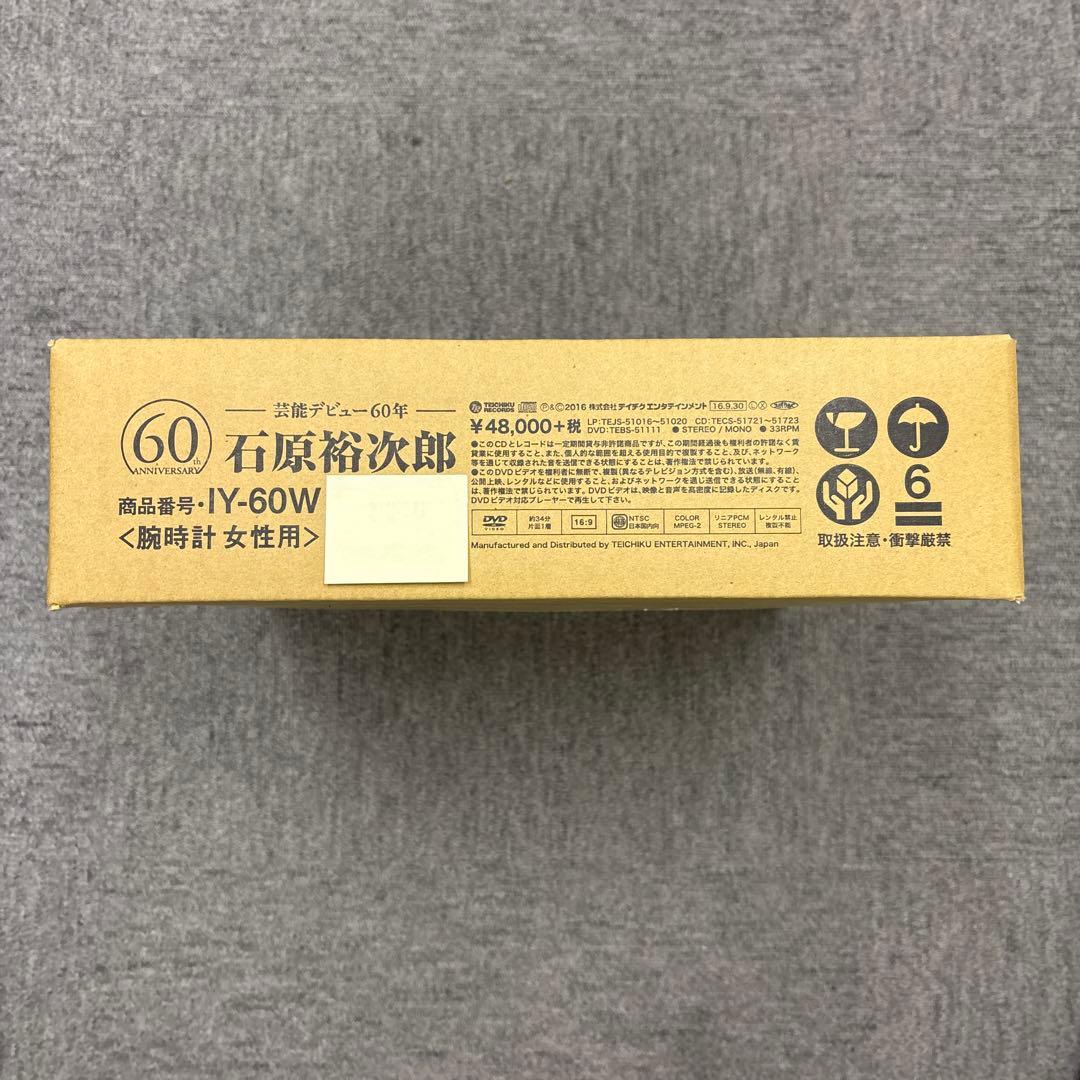 60th
ANNIVERSARY
芸能デビュー60年
石原裕次郎
商品番号・IY-60W
<腕時計 女性用>
TEICHIKU RECORDS Ⓟ&Ⓒ2016 株式会社テイチクエンタテインメント 16.9.30 Ⓛ Ⓧ
¥48,000+税 LP:TEJS-51016〜51020 CD:TECS-51721〜51723
DVD:TEBS-51111 ●STEREO / MONO ●33RPM
●このCDとレコードは一定期間貸与非許諾商品ですが、この期間経過後も権利者の許諾なく賃
貸業に使用すること、また、個人的な範囲を超える使用目的で複製すること、及び、ネットワーク
等を通じて収録された音を送信できる状態にすることは、著作権法で禁じられています。
●このDVDビデオを権利者に無断で、複製(異なるテレビジョン方式を含む)、放送(無線、有線)、
公開上映、レンタルなどに使用すること、およびネットワークを通じ送信できる状態にすること
は、著作権法で禁じられています。DVDビデオは、映像と音声を高密度に記録したディスクです。
DVDビデオ対応プレーヤーで再生して下さい。
DVD VIDEO 約34分 片面1層 16:9 NTSC 日本国内向 COLOR MPEG-2 リニアPCM STEREO レンタル禁止 複製不能
Manufactured and Distributed by TEICHIKU ENTERTAINMENT, INC., Japan
6
取扱注意・衝撃厳禁